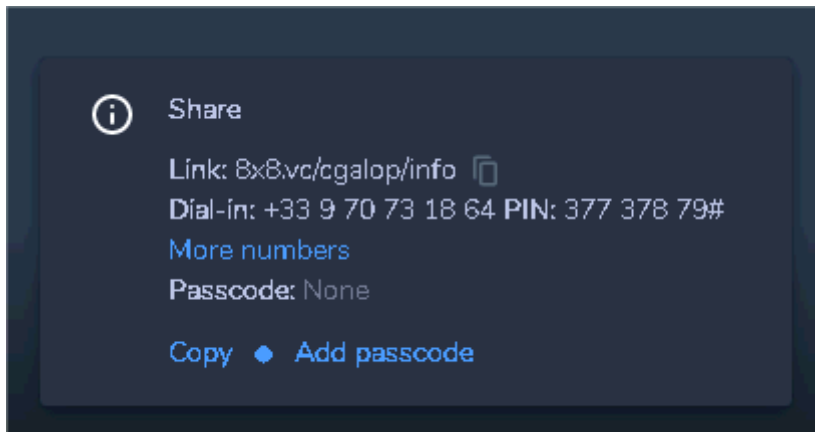 Share
Link: 8x8.vc/cgalop/info
Dial-in: +33 9 70 73 18 64 PIN: 377 378 79#
More numbers
Passcode: None
Copy ● Add passcode